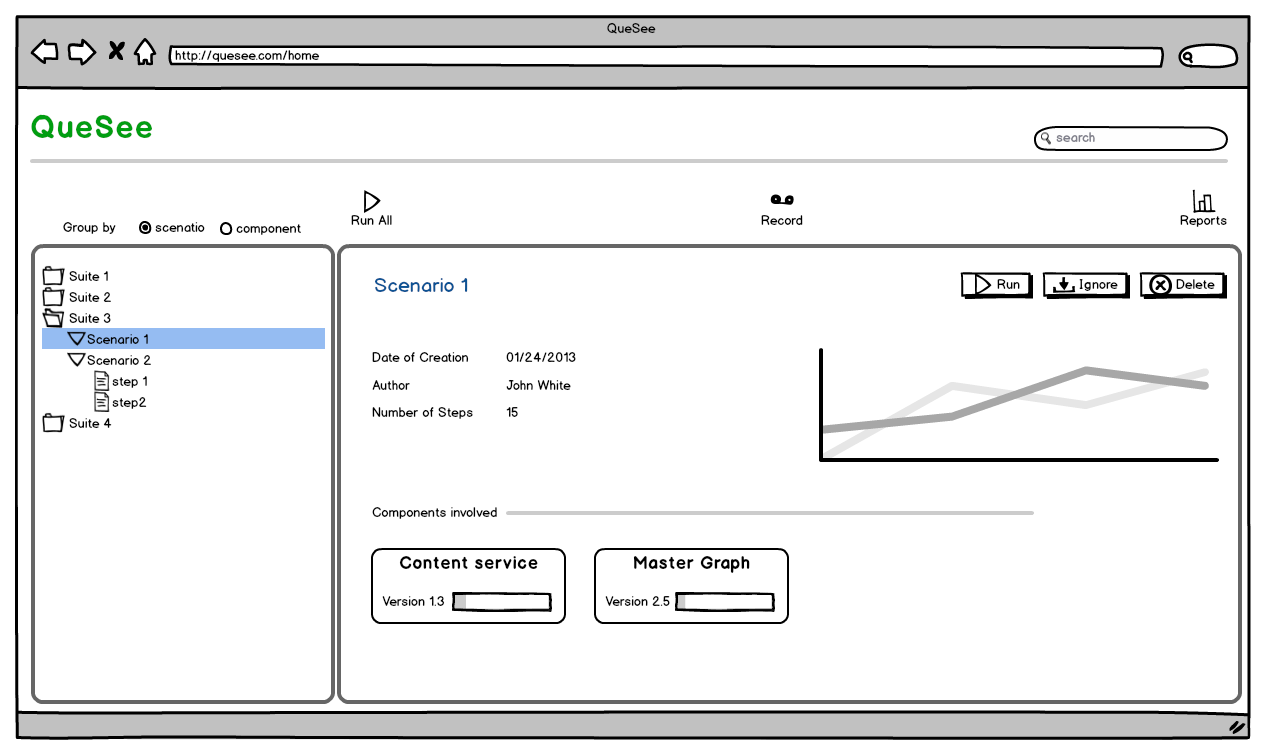 QueSee
http://quesee.com/home
QueSee
search
Run All
Record
Reports
Group by scenatio component
Suite 1
Suite 2
Suite 3
Scenario 1
Scenario 2
step 1
step2
Suite 4
Scenario 1
Run
Ignore
Delete
Date of Creation 01/24/2013
Author John White
Number of Steps 15
Components involved
Content service
Version 1.3
Master Graph
Version 2.5